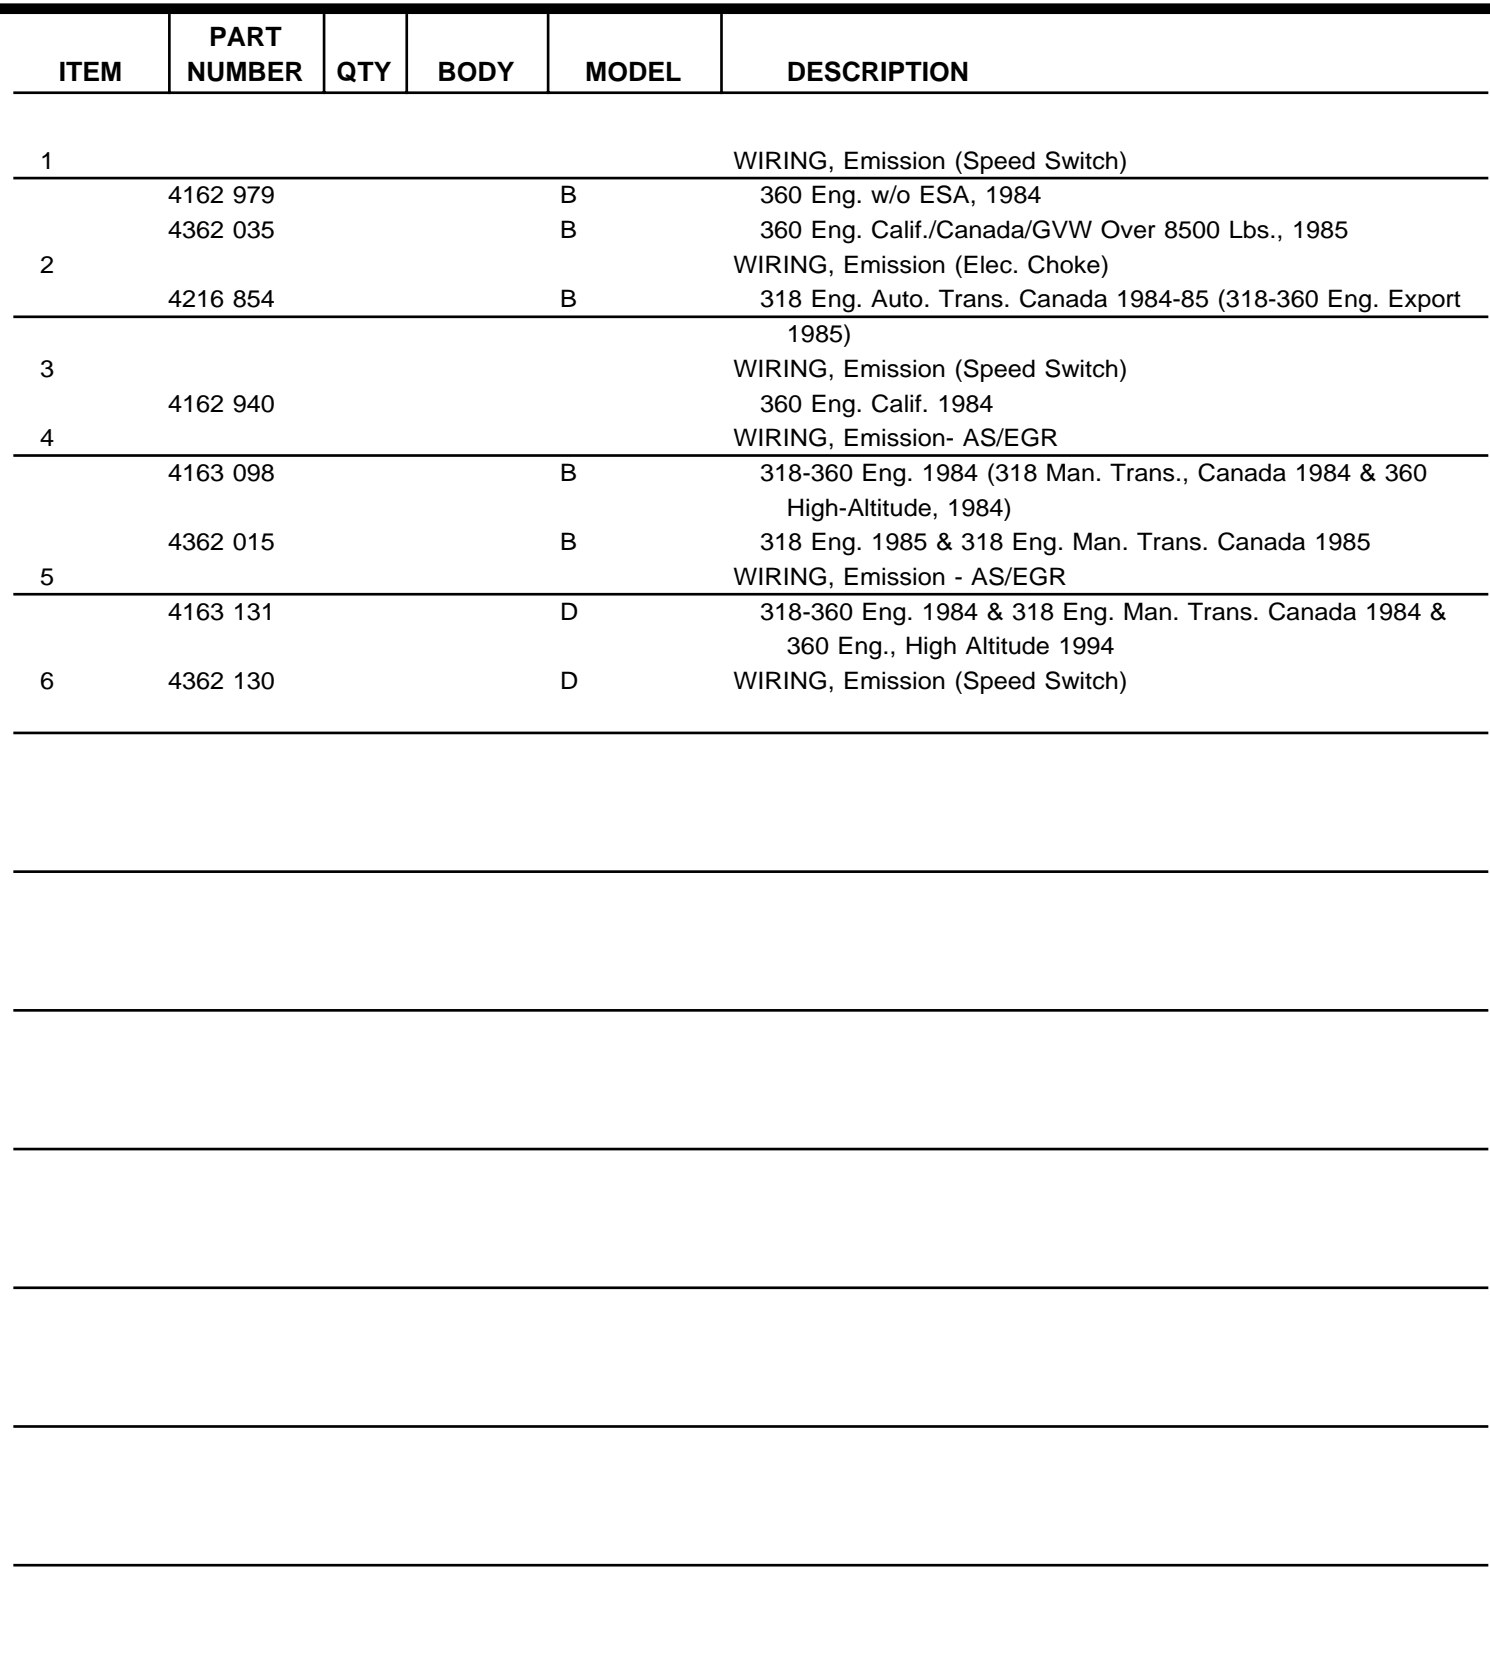 PART
ITEM NUMBER QTY BODY MODEL DESCRIPTION
1 WIRING, Emission (Speed Switch)
4162 979 B 360 Eng. w/o ESA, 1984
4362 035 B 360 Eng. Calif./Canada/GVW Over 8500 Lbs., 1985
2 WIRING, Emission (Elec. Choke)
4216 854 B 318 Eng. Auto. Trans. Canada 1984-85 (318-360 Eng. Export
1985)
3 WIRING, Emission (Speed Switch)
4162 940 360 Eng. Calif. 1984
4 WIRING, Emission- AS/EGR
4163 098 B 318-360 Eng. 1984 (318 Man. Trans., Canada 1984 & 360
High-Altitude, 1984)
4362 015 B 318 Eng. 1985 & 318 Eng. Man. Trans. Canada 1985
5 WIRING, Emission - AS/EGR
4163 131 D 318-360 Eng. 1984 & 318 Eng. Man. Trans. Canada 1984 &
360 Eng., High Altitude 1994
6 4362 130 D WIRING, Emission (Speed Switch)